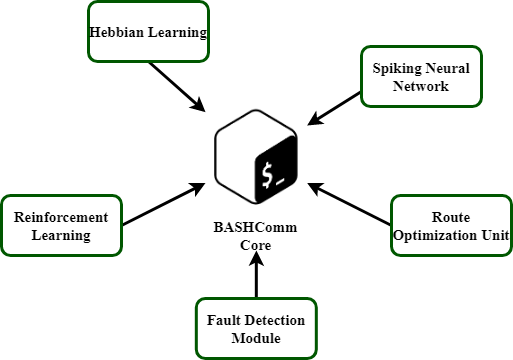 Hebbian Learning
Spiking Neural
Network
$_
Reinforcement
Learning
BASHComm
Core
Route
Optimization Unit
Fault Detection
Module